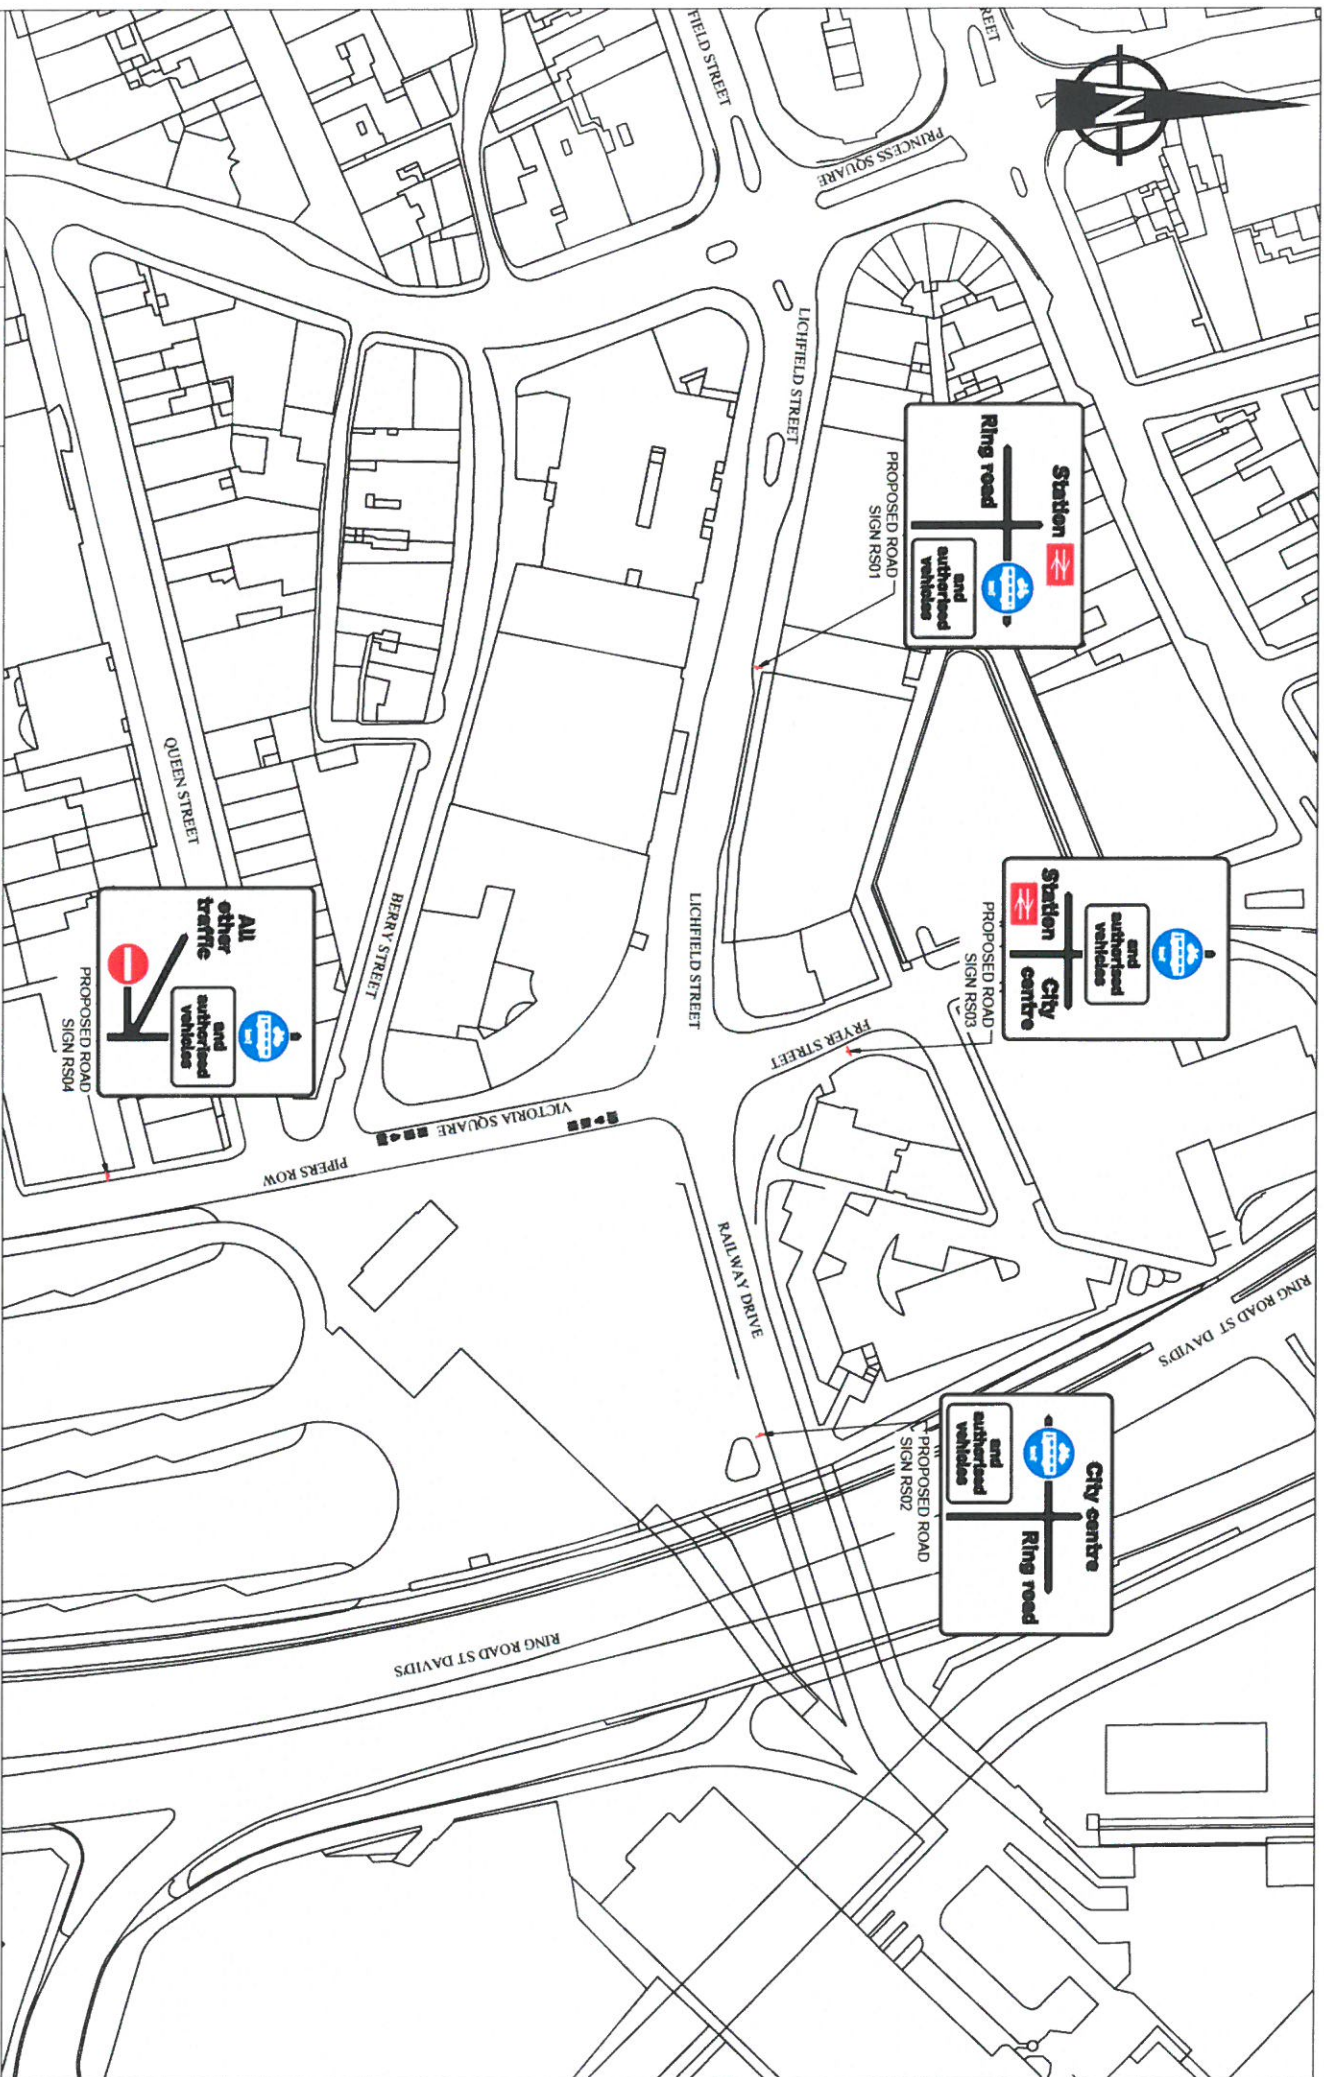 FIELD STREET
REET
N
PRINCESS SQUARE
LICHFIELD STREET
Station
Ring road
and
authorised
vehicles
PROPOSED ROAD
SIGN RS01
City
centre
Station
and
authorised
vehicles
PROPOSED ROAD
SIGN RS03
QUEEN STREET
BERRY STREET
LICHFIELD STREET
FRYER STREET
All
other
traffic
and
authorised
vehicles
PROPOSED ROAD
SIGN RS04
VICTORIA SQUARE
PIPERS ROW
RAILWAY DRIVE
RING ROAD ST DAVID'S
City centre
Ring road
and
authorised
vehicles
PROPOSED ROAD
SIGN RS02
RING ROAD ST DAVID'S